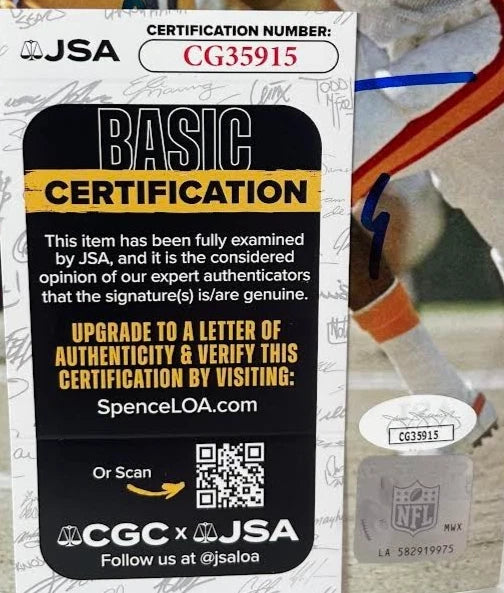 JSA
CERTIFICATION NUMBER:
CG35915
BASIC
CERTIFICATION
This item has been fully examined
by JSA, and it is the considered
opinion of our expert authenticators
that the signature(s) is/are genuine.
UPGRADE TO A LETTER OF
AUTHENTICITY & VERIFY THIS
CERTIFICATION BY VISITING:
SpenceLOA.com
Or Scan
CGC x JSA
Follow us at @jsaloa
CG35915
NFL
MWX
LA 582919975